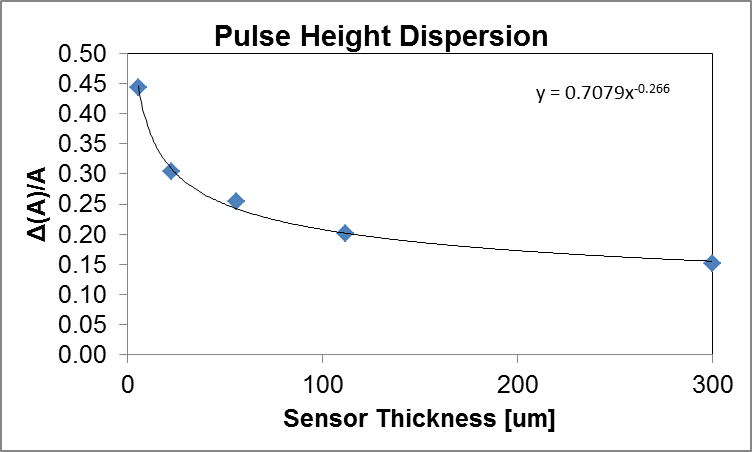 Pulse Height Dispersion
y = 0.7079x^-0.266
Δ(A)/A
0.50
0.45
0.40
0.35
0.30
0.25
0.20
0.15
0.10
0.05
0.00
0 100 200 300
Sensor Thickness [um]